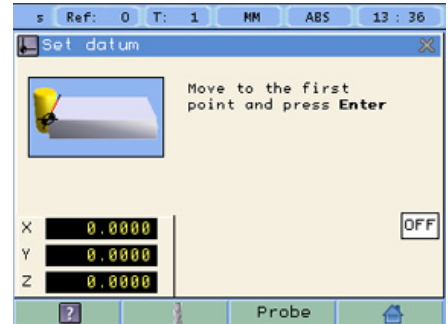 s Ref: 0 T: 1 MM ABS 13 : 36
Set datum
Move to the first
point and press Enter
OFF
X 0.0000
Y 0.0000
Z 0.0000
? Probe